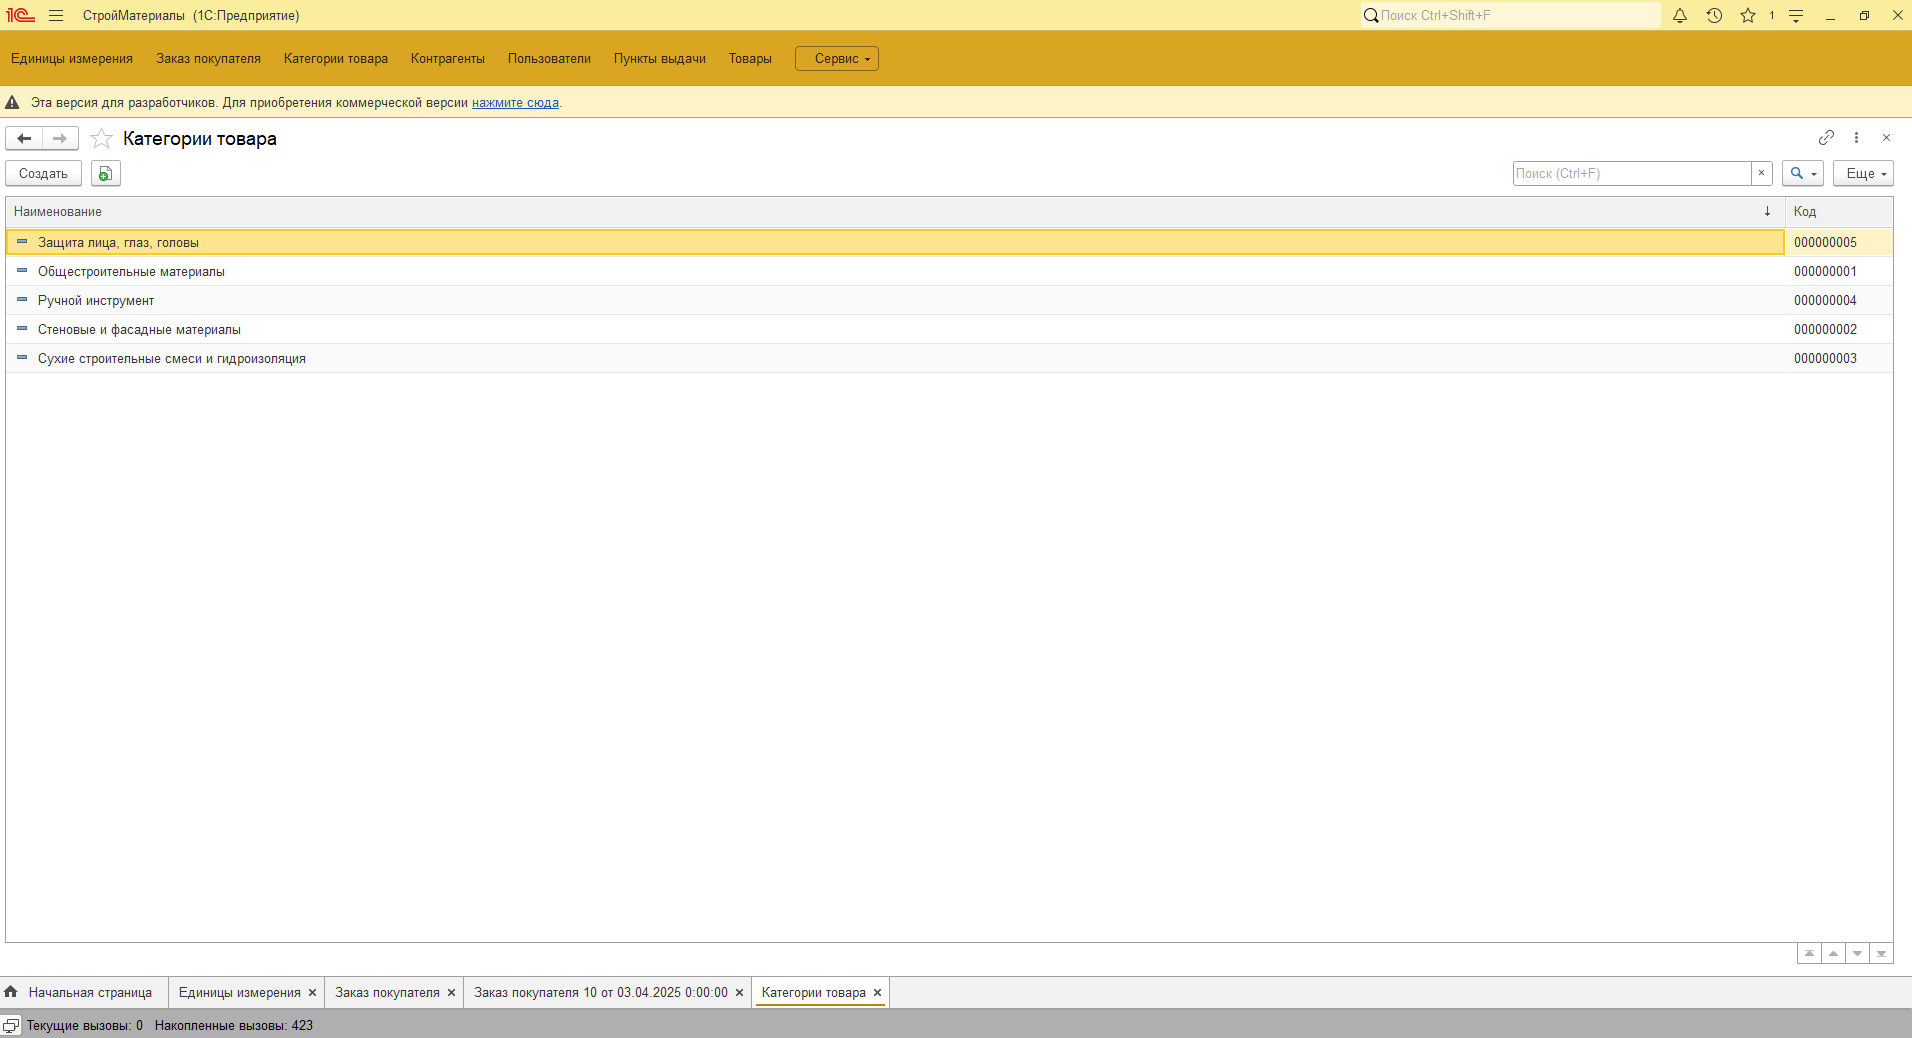 1С СтройМатериалы (1С:Предприятие) Поиск Ctrl+Shift+F 1
Единицы измерения Заказ покупателя Категории товара Контрагенты Пользователи Пункты выдачи Товары Сервис
Эта версия для разработчиков. Для приобретения коммерческой версии нажмите сюда.
Категории товара
Создать Поиск (Ctrl+F) × Еще
Наименование ↓ Код
Защита лица, глаз, головы 000000005
Общестроительные материалы 000000001
Ручной инструмент 000000004
Стеновые и фасадные материалы 000000002
Сухие строительные смеси и гидроизоляция 000000003
Начальная страница Единицы измерения × Заказ покупателя × Заказ покупателя 10 от 03.04.2025 0:00:00 × Категории товара ×
Текущие вызовы: 0 Накопленные вызовы: 423